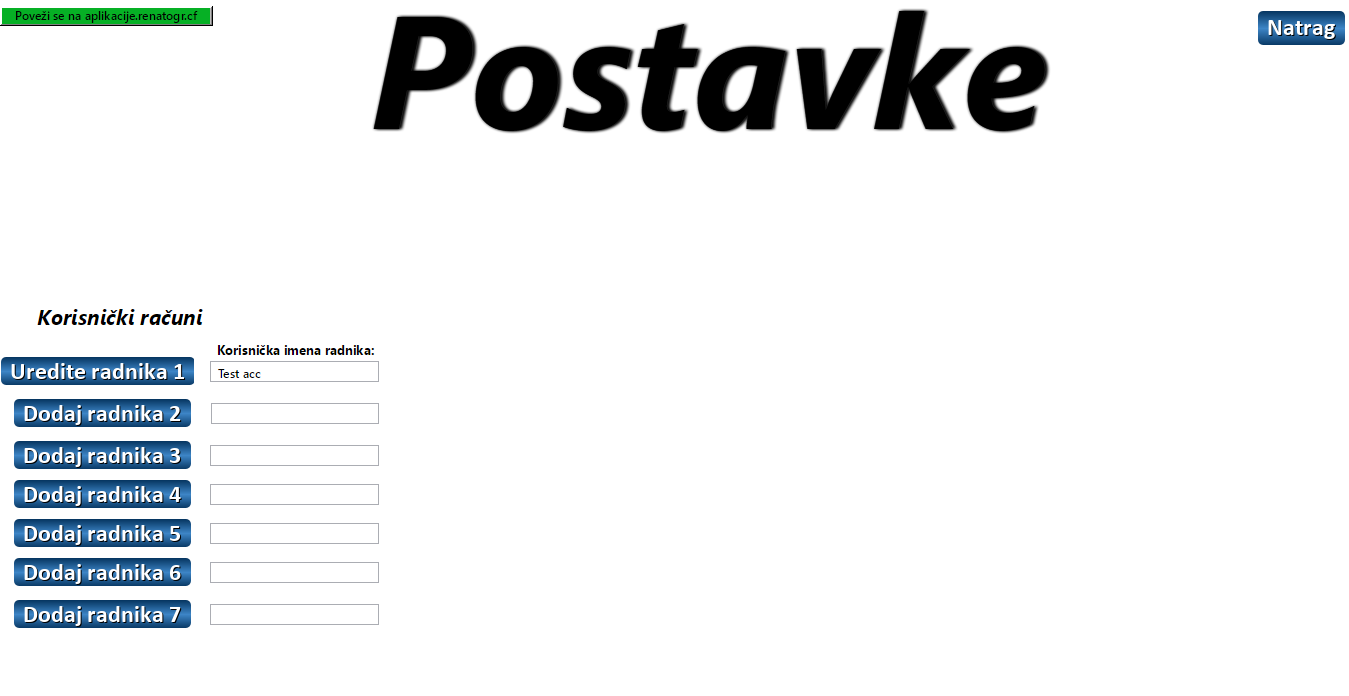 Poveži se na aplikacije.renatogr.cf
Postavke
Natrag
Korisnički računi
Korisnička imena radnika:
Uredite radnika 1
Test acc
Dodaj radnika 2
Dodaj radnika 3
Dodaj radnika 4
Dodaj radnika 5
Dodaj radnika 6
Dodaj radnika 7